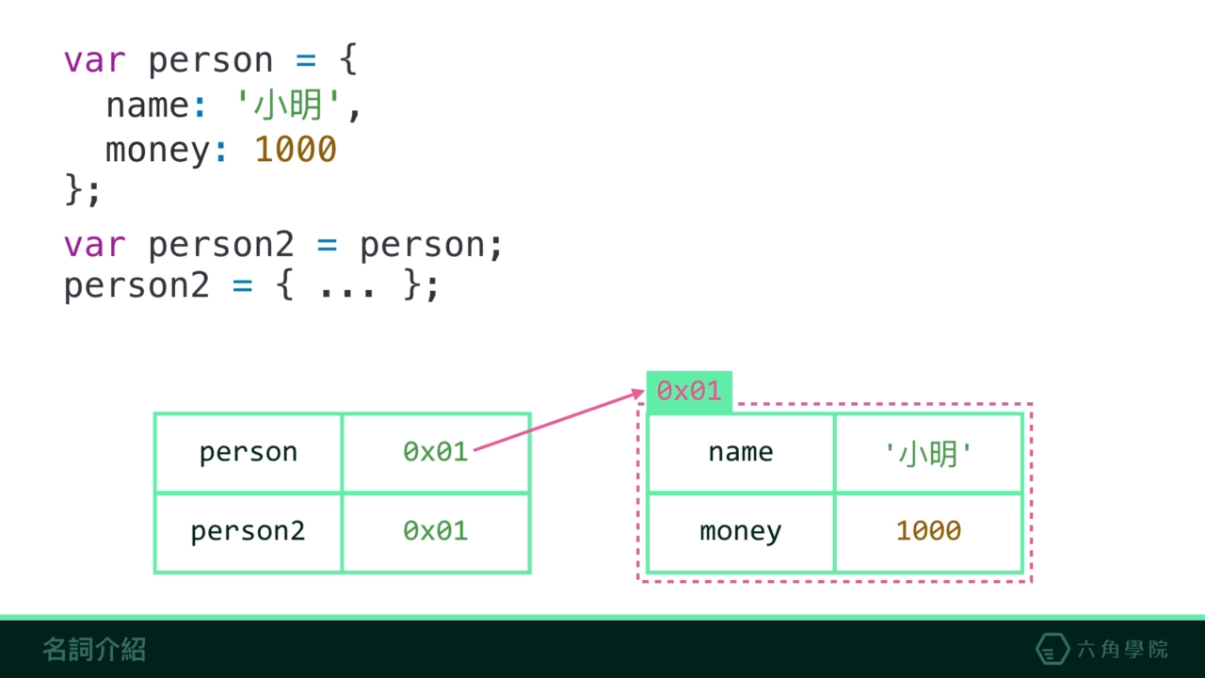 var person = {
  name: '小明',
  money: 1000
};
var person2 = person;
person2 = { ... };
0x01
person 0x01 name '小明'
person2 0x01 money 1000
名詞介紹 六角學院